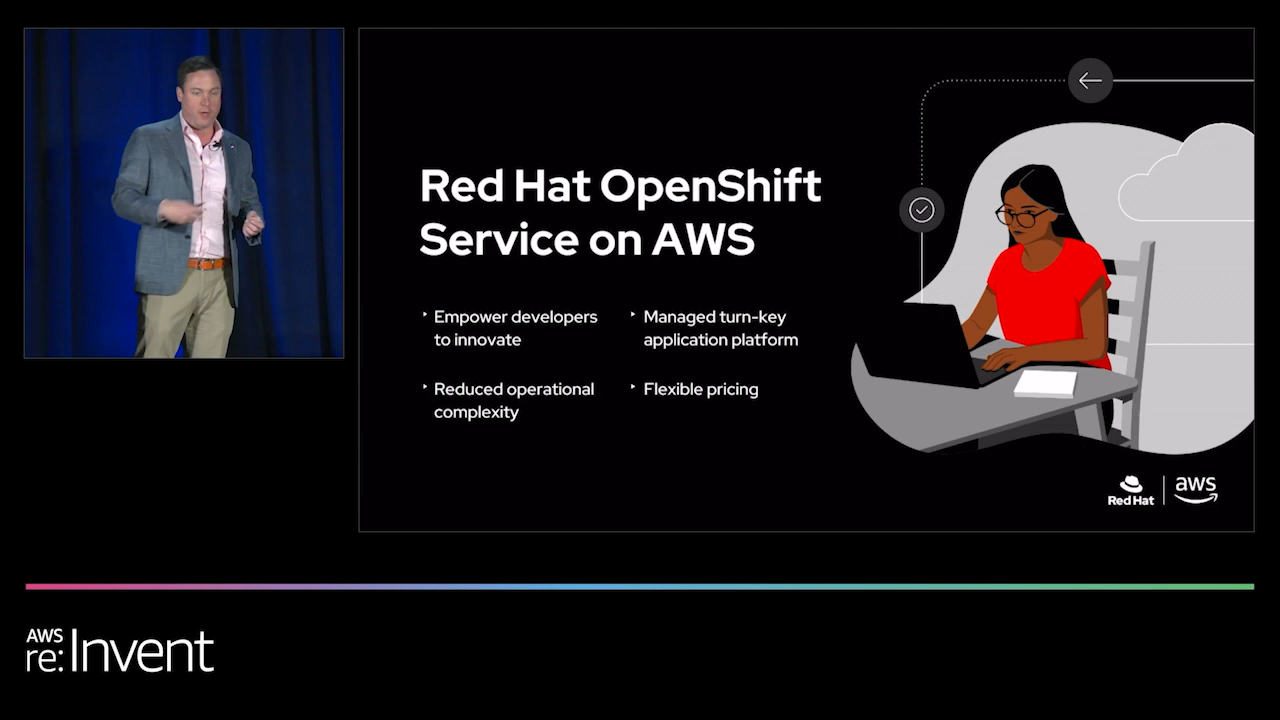 Red Hat OpenShift
Service on AWS
Empower developers
to innovate
Managed turn-key
application platform
Reduced operational
complexity
Flexible pricing
Red Hat
aws
AWS
re:Invent